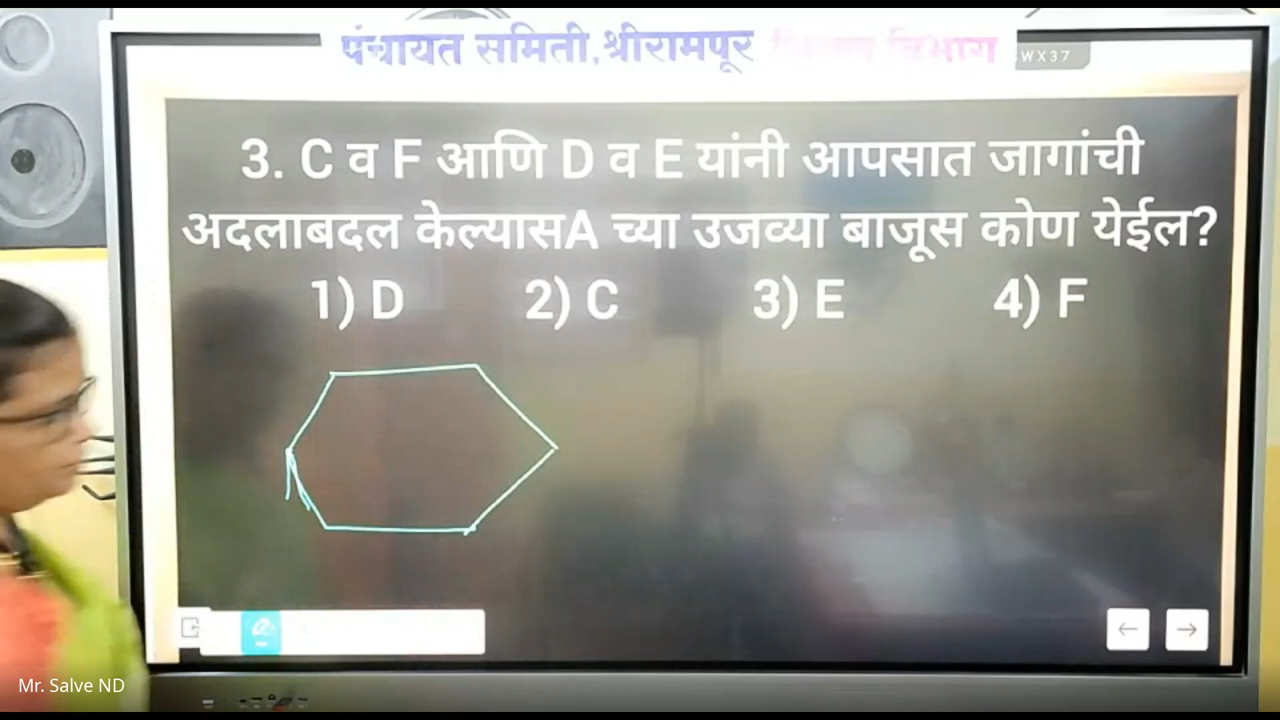 पंचायत समिती,श्रीरामपूर शिक्षण विभाग
WX37
3. C व F आणि D व E यांनी आपसात जागांची
अदलाबदल केल्यासA च्या उजव्या बाजूस कोण येईल?
1) D 2) C 3) E 4) F
Mr. Salve ND